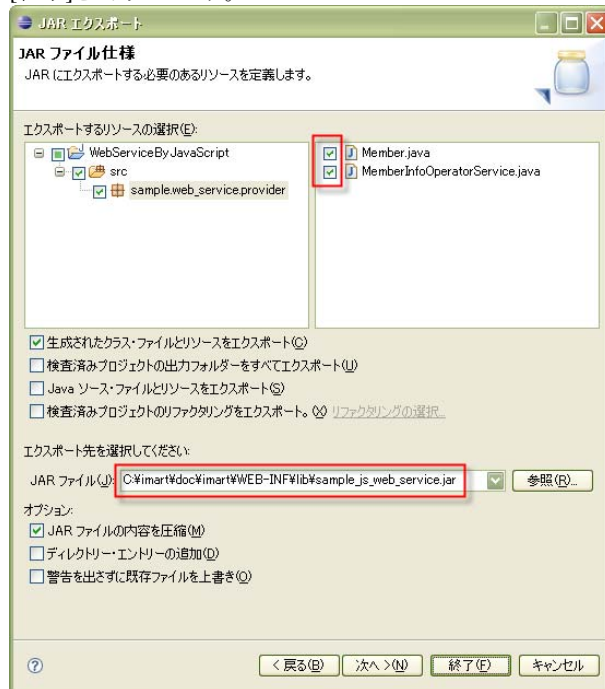 JAR エクスポート
JAR ファイル仕様
JAR にエクスポートする必要のあるリソースを定義します。
エクスポートするリソースの選択(E):
WebServiceByJavaScript
src
sample.web_service.provider
Member.java
MemberInfoOperatorService.java
生成されたクラス・ファイルとリソースをエクスポート(C)
検査済みプロジェクトの出力フォルダーをすべてエクスポート(U)
Java ソース・ファイルとリソースをエクスポート(S)
検査済みプロジェクトのリファクタリングをエクスポート。(X) リファクタリングの選択...
エクスポート先を選択してください:
JAR ファイル(J): C:¥imart¥doc¥imart¥WEB-INF¥lib¥sample_js_web_service.jar 参照(R)...
オプション:
JAR ファイルの内容を圧縮(M)
ディレクトリー・エントリーの追加(D)
警告を出さずに既存ファイルを上書き(O)
< 戻る(B) 次へ >(N) 終了(F) キャンセル